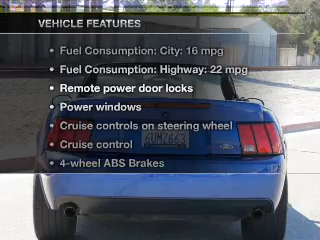 VEHICLE FEATURES
• Fuel Consumption: City: 16 mpg
• Fuel Consumption: Highway: 22 mpg
• Remote power door locks
• Power windows
• Cruise controls on steering wheel
• Cruise control
• 4-wheel ABS Brakes